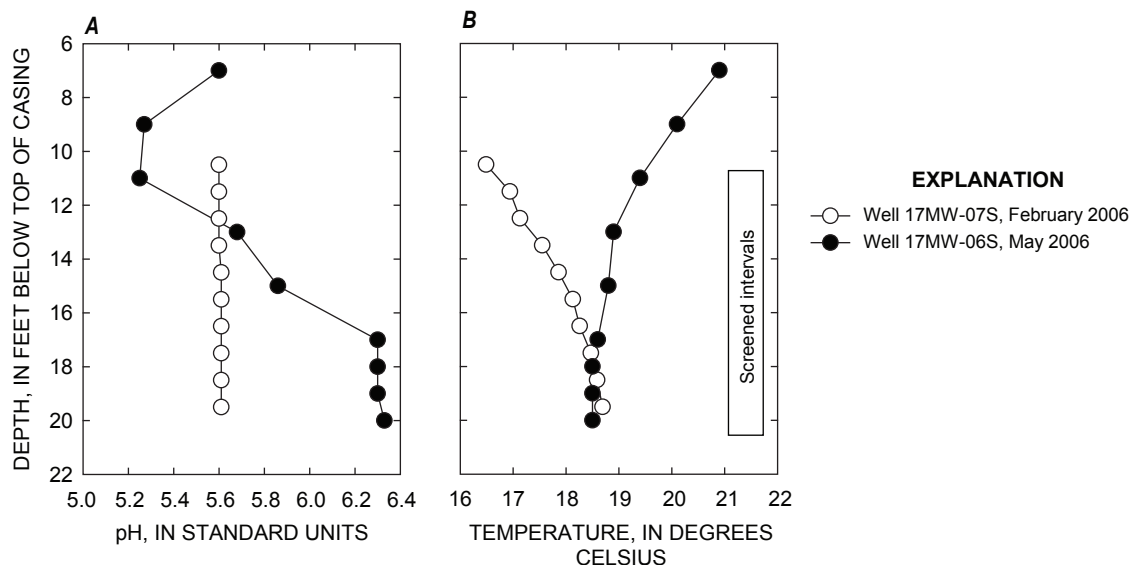 A
B
6
8
10
12
14
16
18
20
22
DEPTH, IN FEET BELOW TOP OF CASING
5.0 5.2 5.4 5.6 5.8 6.0 6.2 6.4
pH, IN STANDARD UNITS
16 17 18 19 20 21 22
TEMPERATURE, IN DEGREES
CELSIUS
Screened intervals
EXPLANATION
Well 17MW-07S, February 2006
Well 17MW-06S, May 2006